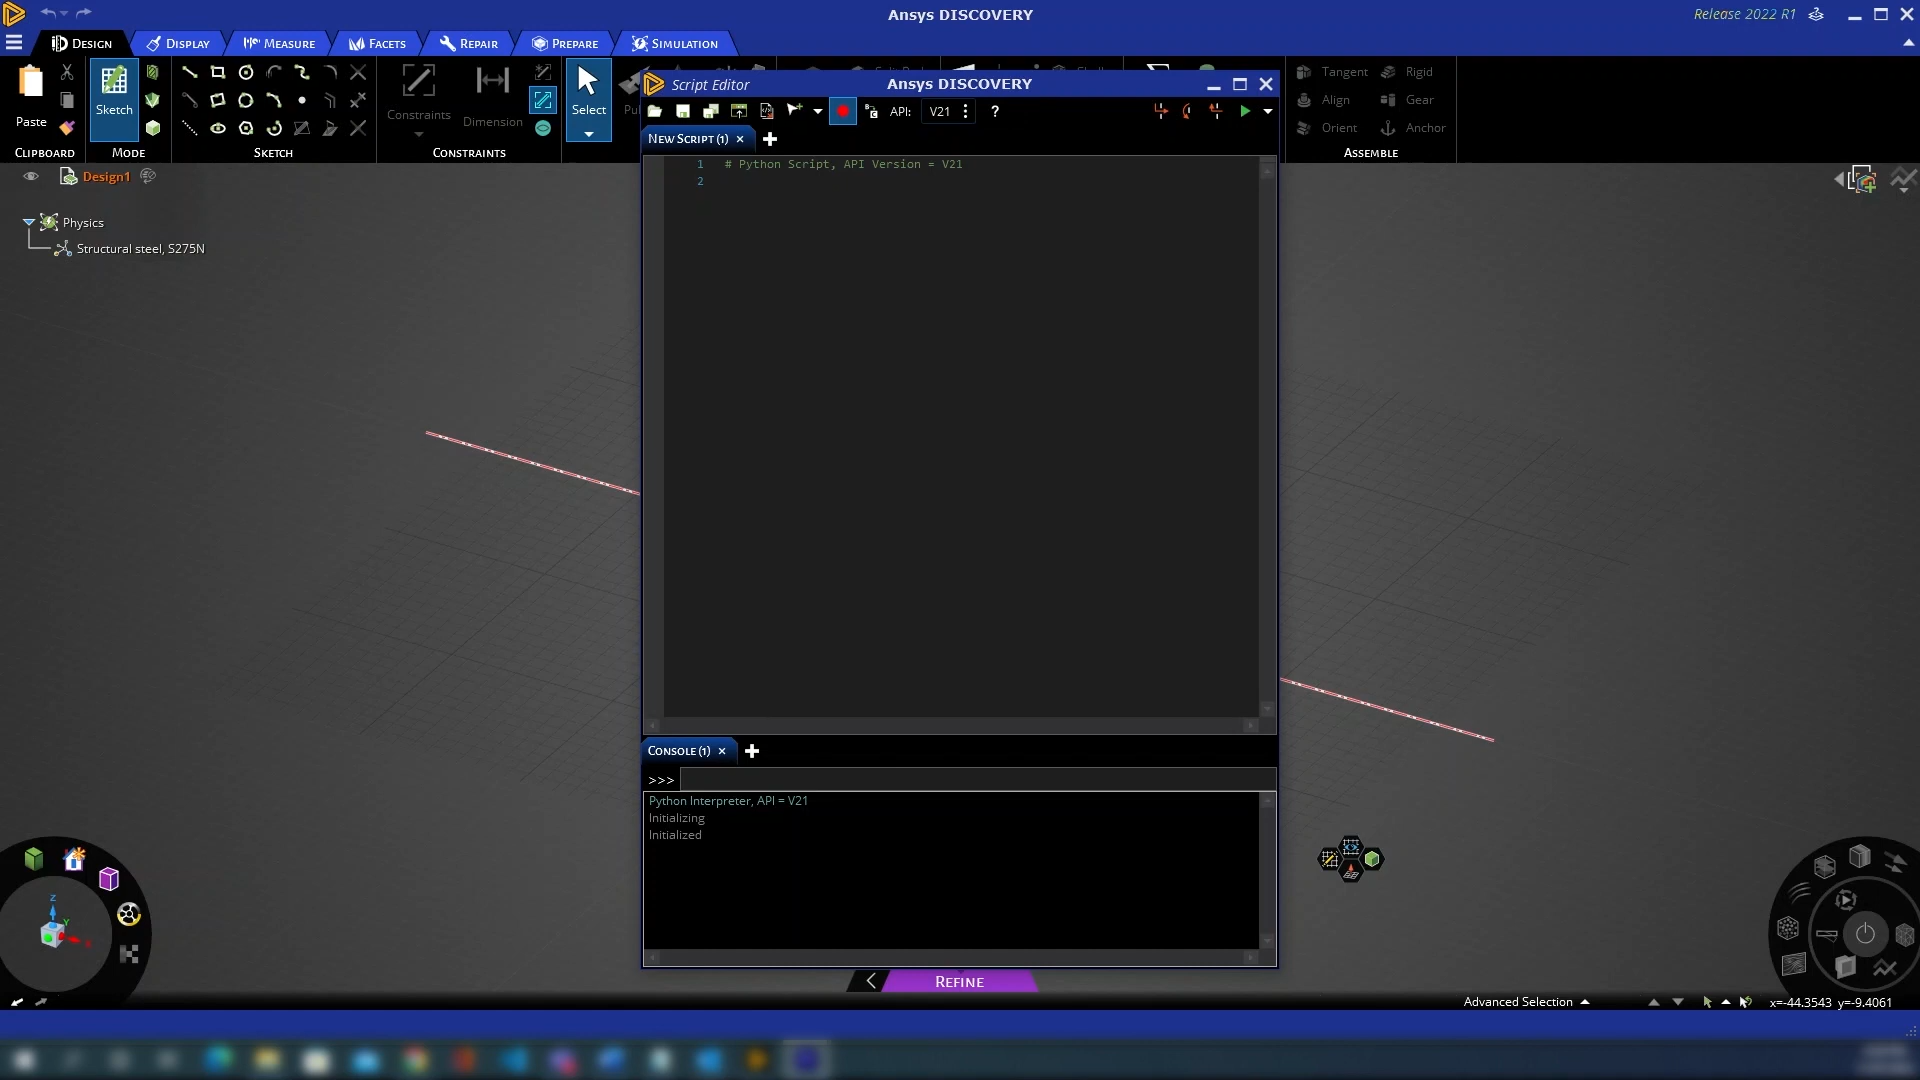 Ansys DISCOVERY
Release 2022 R1
DESIGN
DISPLAY
MEASURE
FACETS
REPAIR
PREPARE
SIMULATION
Paste
Sketch
Constraints
Dimension
Select
Tangent
Rigid
Align
Gear
Orient
Anchor
CLIPBOARD
MODE
SKETCH
CONSTRAINTS
ASSEMBLE
Design1
Physics
Structural steel, S275N
Script Editor
Ansys DISCOVERY
API:
V21
?
NEW SCRIPT (1)
1 # Python Script, API Version = V21
2
CONSOLE (1)
>>>
Python Interpreter, API = V21
Initializing
Initialized
Z
Y
REFINE
Advanced Selection
x=-44.3543 y=-9.4061